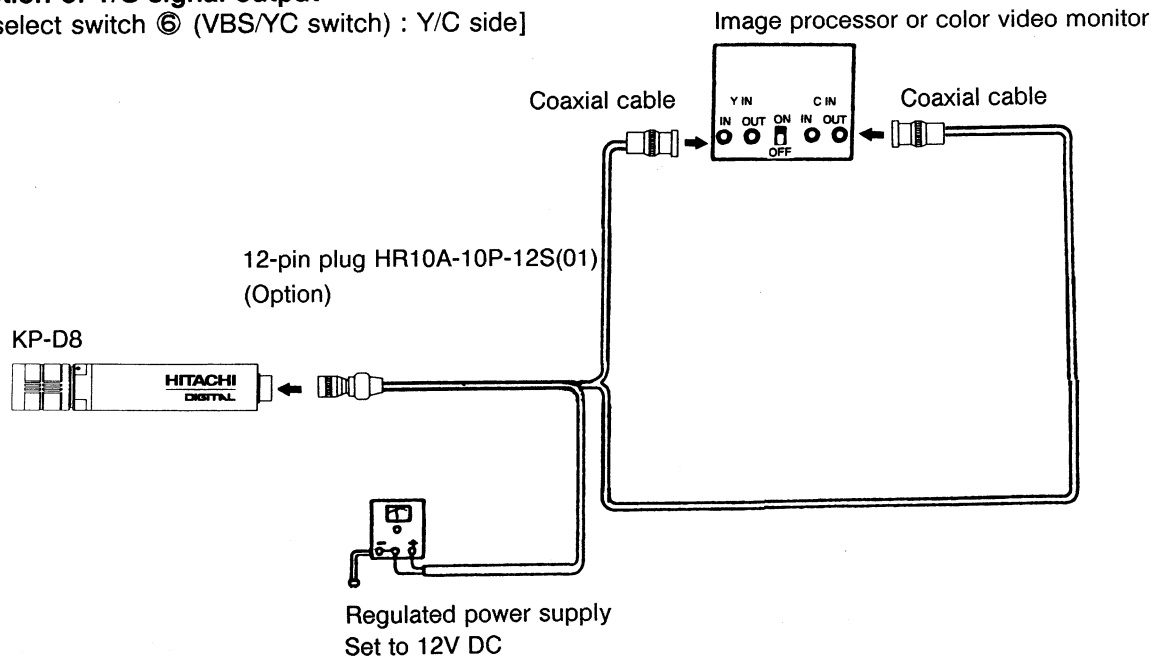 select switch ⑥ (VBS/YC switch) : Y/C side]
Image processor or color video monitor
Coaxial cable
Y IN C IN
IN OUT ON IN OUT
OFF
Coaxial cable
12-pin plug HR10A-10P-12S(01)
(Option)
KP-D8
HITACHI
DIGITAL
- +
Regulated power supply
Set to 12V DC